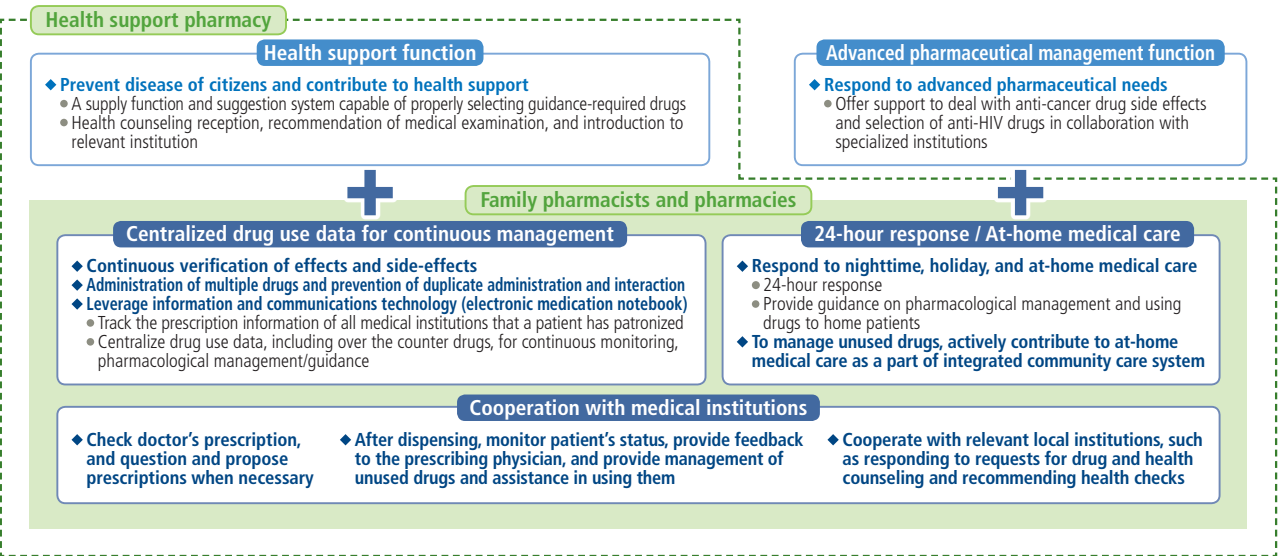 Health support pharmacy
Health support function
◆ Prevent disease of citizens and contribute to health support
● A supply function and suggestion system capable of properly selecting guidance-required drugs
● Health counseling reception, recommendation of medical examination, and introduction to
relevant institution
Advanced pharmaceutical management function
◆ Respond to advanced pharmaceutical needs
● Offer support to deal with anti-cancer drug side effects
and selection of anti-HIV drugs in collaboration with
specialized institutions
Family pharmacists and pharmacies
Centralized drug use data for continuous management
◆ Continuous verification of effects and side-effects
◆ Administration of multiple drugs and prevention of duplicate administration and interaction
◆ Leverage information and communications technology (electronic medication notebook)
● Track the prescription information of all medical institutions that a patient has patronized
● Centralize drug use data, including over the counter drugs, for continuous monitoring,
pharmacological management/guidance
24-hour response / At-home medical care
◆ Respond to nighttime, holiday, and at-home medical care
● 24-hour response
● Provide guidance on pharmacological management and using
drugs to home patients
◆ To manage unused drugs, actively contribute to at-home
medical care as a part of integrated community care system
Cooperation with medical institutions
◆ Check doctor's prescription,
and question and propose
prescriptions when necessary
◆ After dispensing, monitor patient's status, provide feedback
to the prescribing physician, and provide management of
unused drugs and assistance in using them
◆ Cooperate with relevant local institutions, such
as responding to requests for drug and health
counseling and recommending health checks